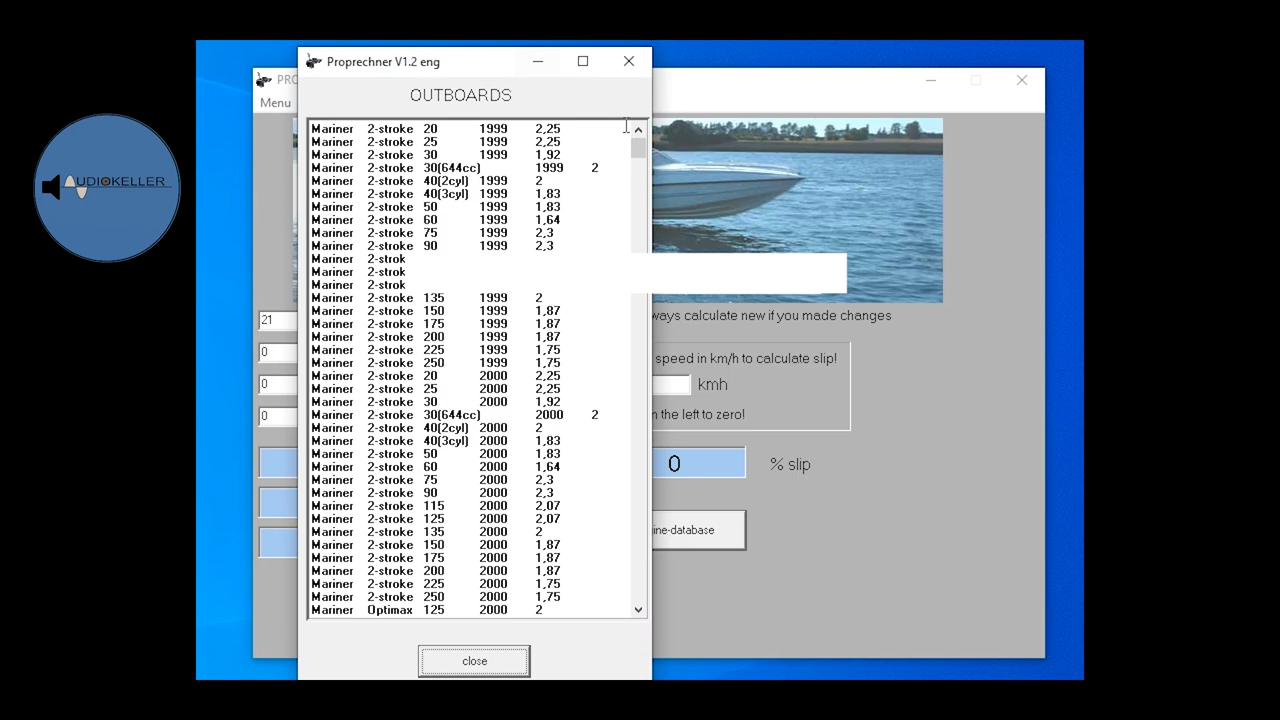 Proprechner V1.2 eng
PRO
Menu
OUTBOARDS
AUDIOKELLER
Mariner 2-stroke 20 1999 2,25
Mariner 2-stroke 25 1999 2,25
Mariner 2-stroke 30 1999 1,92
Mariner 2-stroke 30(644cc) 1999 2
Mariner 2-stroke 40(2cyl) 1999 2
Mariner 2-stroke 40(3cyl) 1999 1,83
Mariner 2-stroke 50 1999 1,83
Mariner 2-stroke 60 1999 1,64
Mariner 2-stroke 75 1999 2,3
Mariner 2-stroke 90 1999 2,3
Mariner 2-strok
Mariner 2-strok
Mariner 2-strok
Mariner 2-stroke 135 1999 2
Mariner 2-stroke 150 1999 1,87
Mariner 2-stroke 175 1999 1,87
Mariner 2-stroke 200 1999 1,87
Mariner 2-stroke 225 1999 1,75
Mariner 2-stroke 250 1999 1,75
Mariner 2-stroke 20 2000 2,25
Mariner 2-stroke 25 2000 2,25
Mariner 2-stroke 30 2000 1,92
Mariner 2-stroke 30(644cc) 2000 2
Mariner 2-stroke 40(2cyl) 2000 2
Mariner 2-stroke 40(3cyl) 2000 1,83
Mariner 2-stroke 50 2000 1,83
Mariner 2-stroke 60 2000 1,64
Mariner 2-stroke 75 2000 2,3
Mariner 2-stroke 90 2000 2,3
Mariner 2-stroke 115 2000 2,07
Mariner 2-stroke 125 2000 2,07
Mariner 2-stroke 135 2000 2
Mariner 2-stroke 150 2000 1,87
Mariner 2-stroke 175 2000 1,87
Mariner 2-stroke 200 2000 1,87
Mariner 2-stroke 225 2000 1,75
Mariner 2-stroke 250 2000 1,75
Mariner Optimax 125 2000 2
close
21
0
0
0
ways calculate new if you made changes
speed in km/h to calculate slip!
kmh
n the left to zero!
0 % slip
ine-database